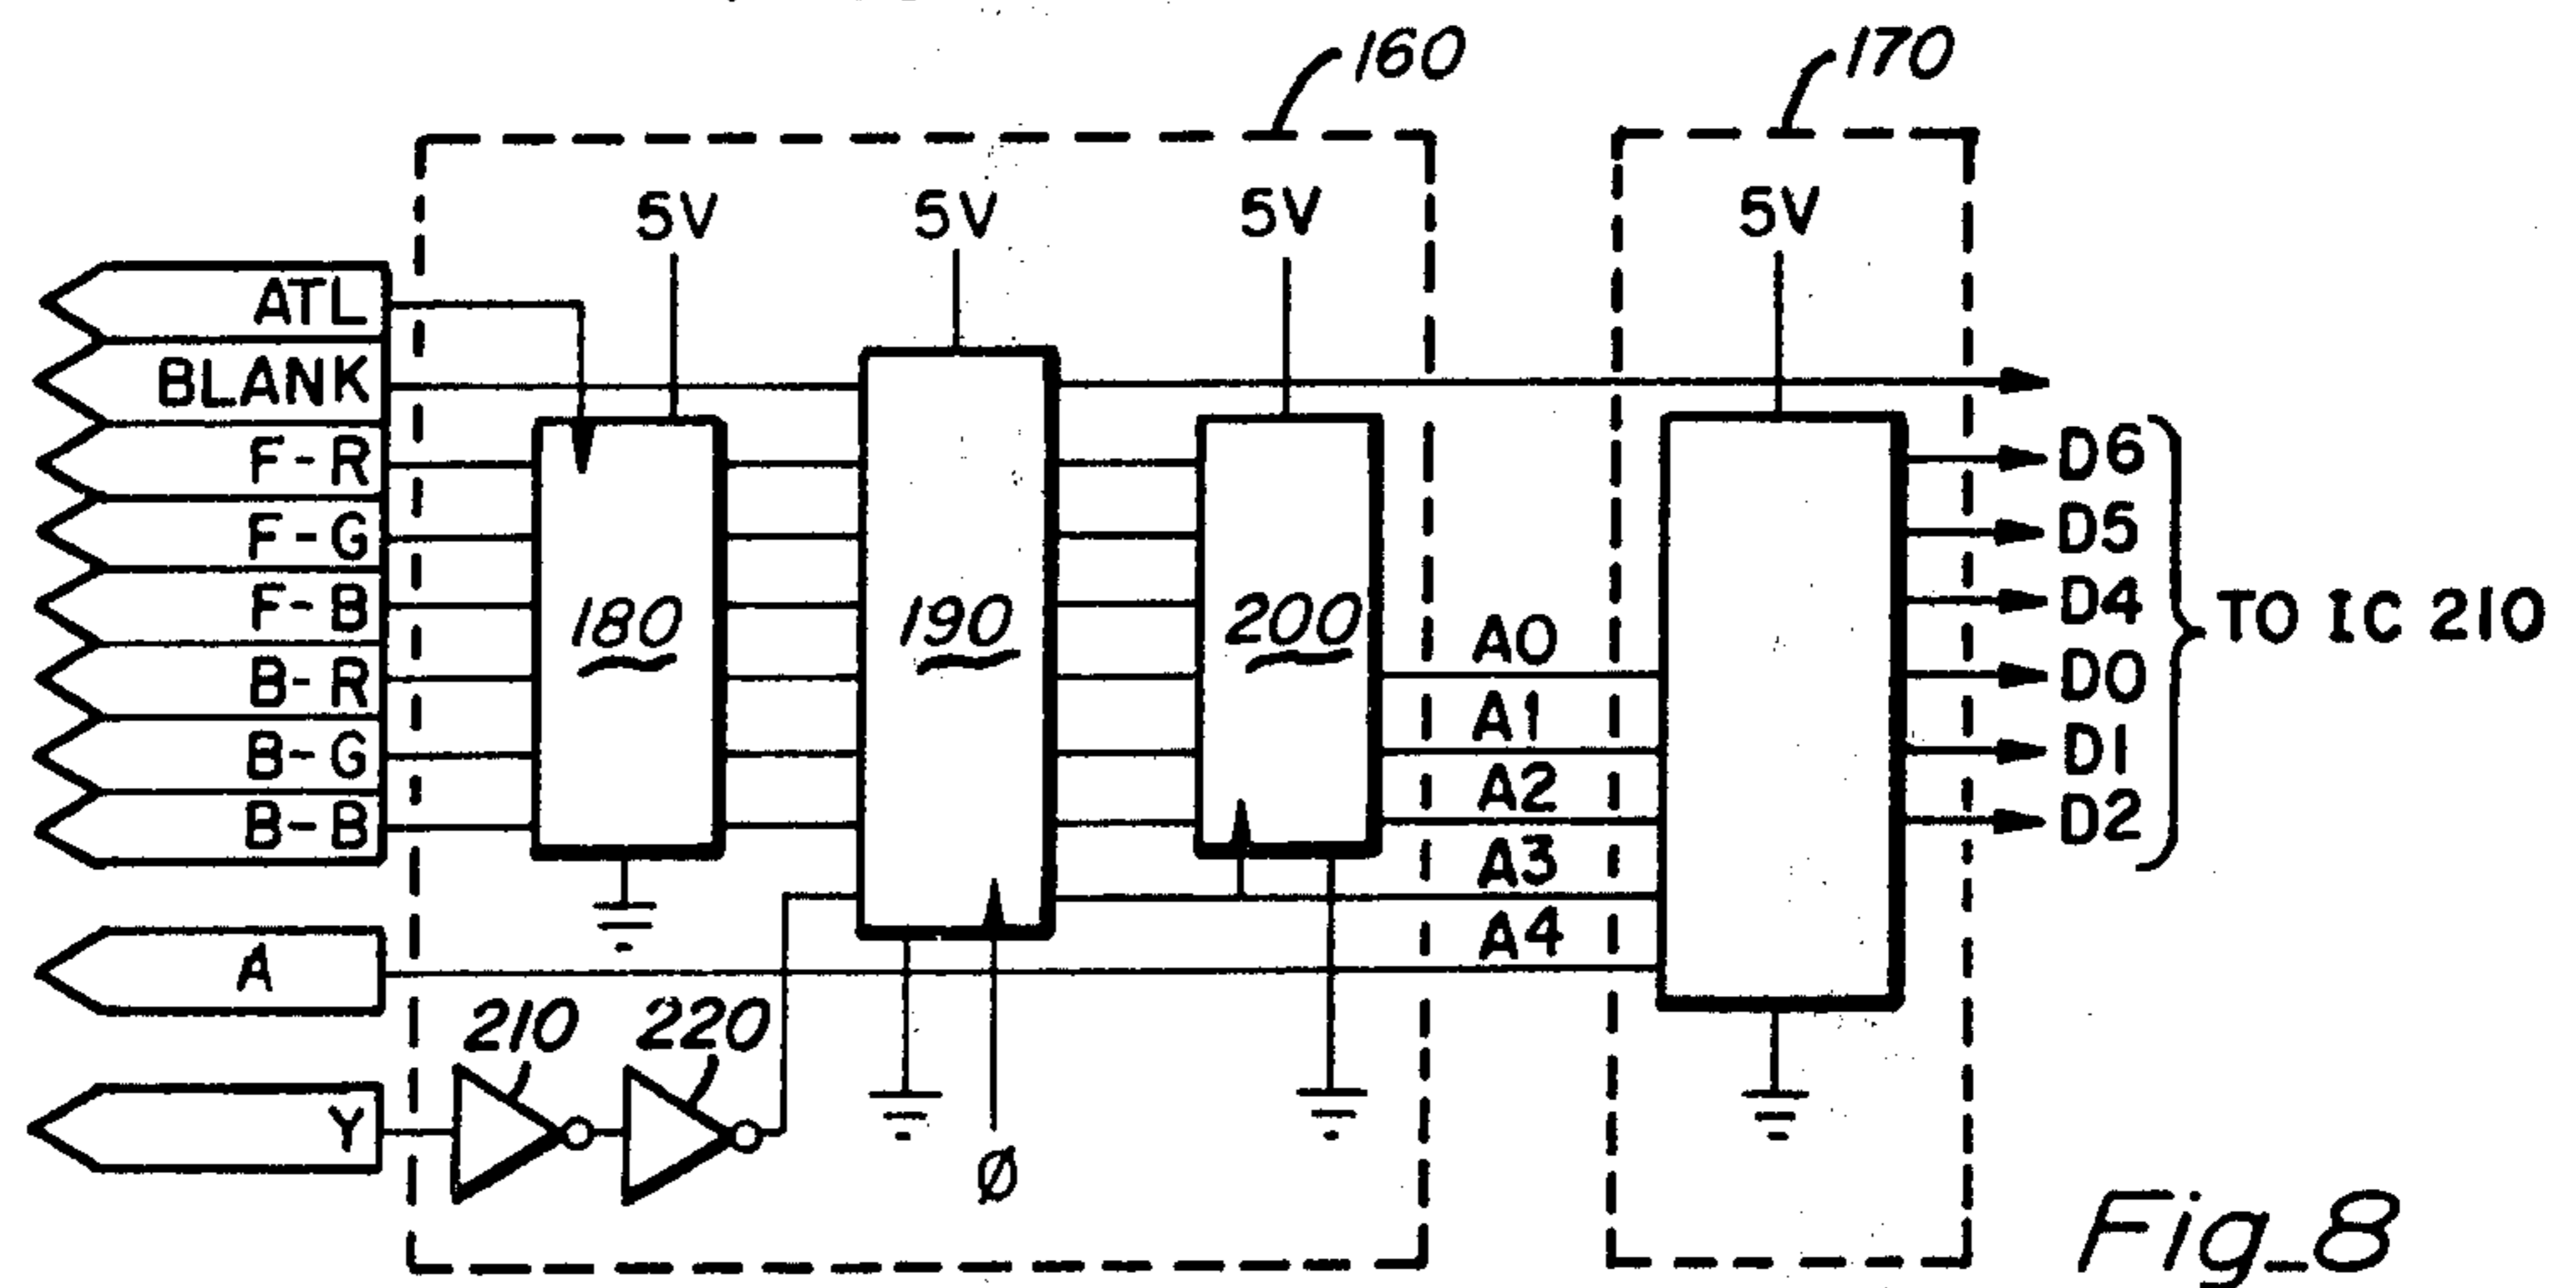 160
170
5V
5V
5V
5V
ATL
BLANK
F-R
F-G
F-B
B-R
B-G
B-B
A
Y
180
190
200
210
220
Ø
A0
A1
A2
A3
A4
D6
D5
D4
D0
D1
D2
TO IC 210
Fig_8